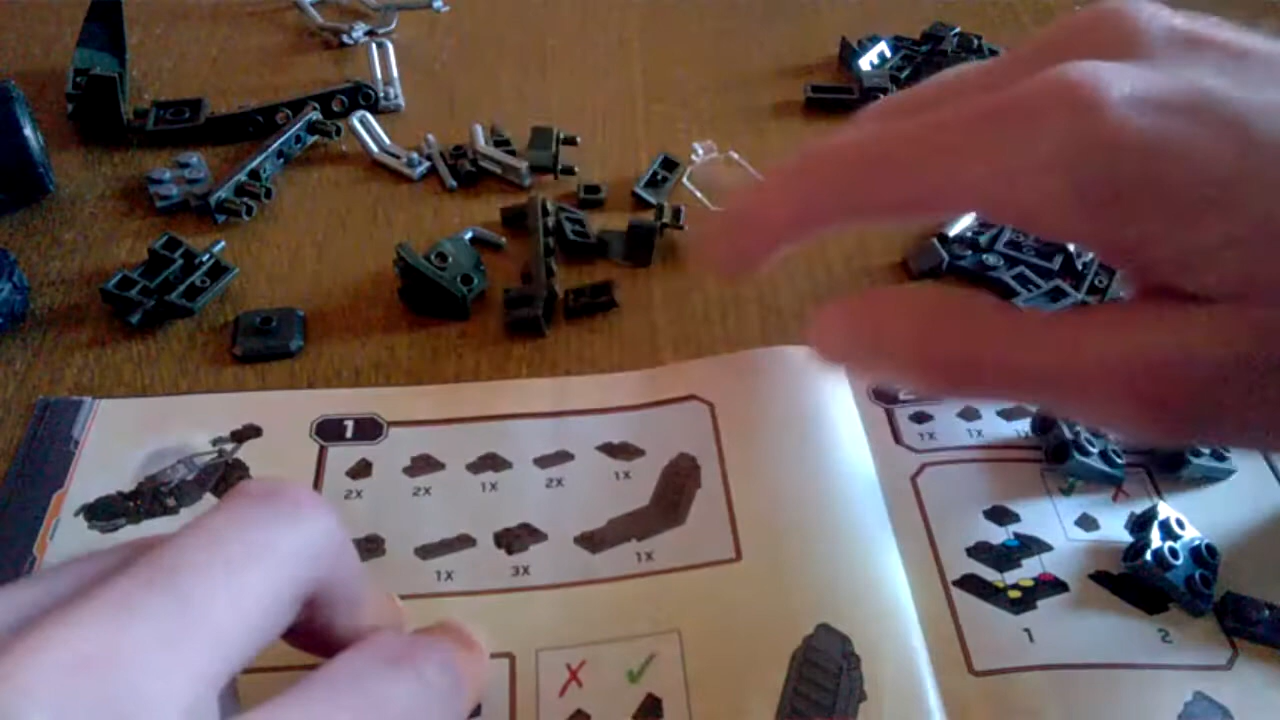 1
2X 2X 1X 2X 1X
1X 3X 1X
1X 1X
1 2